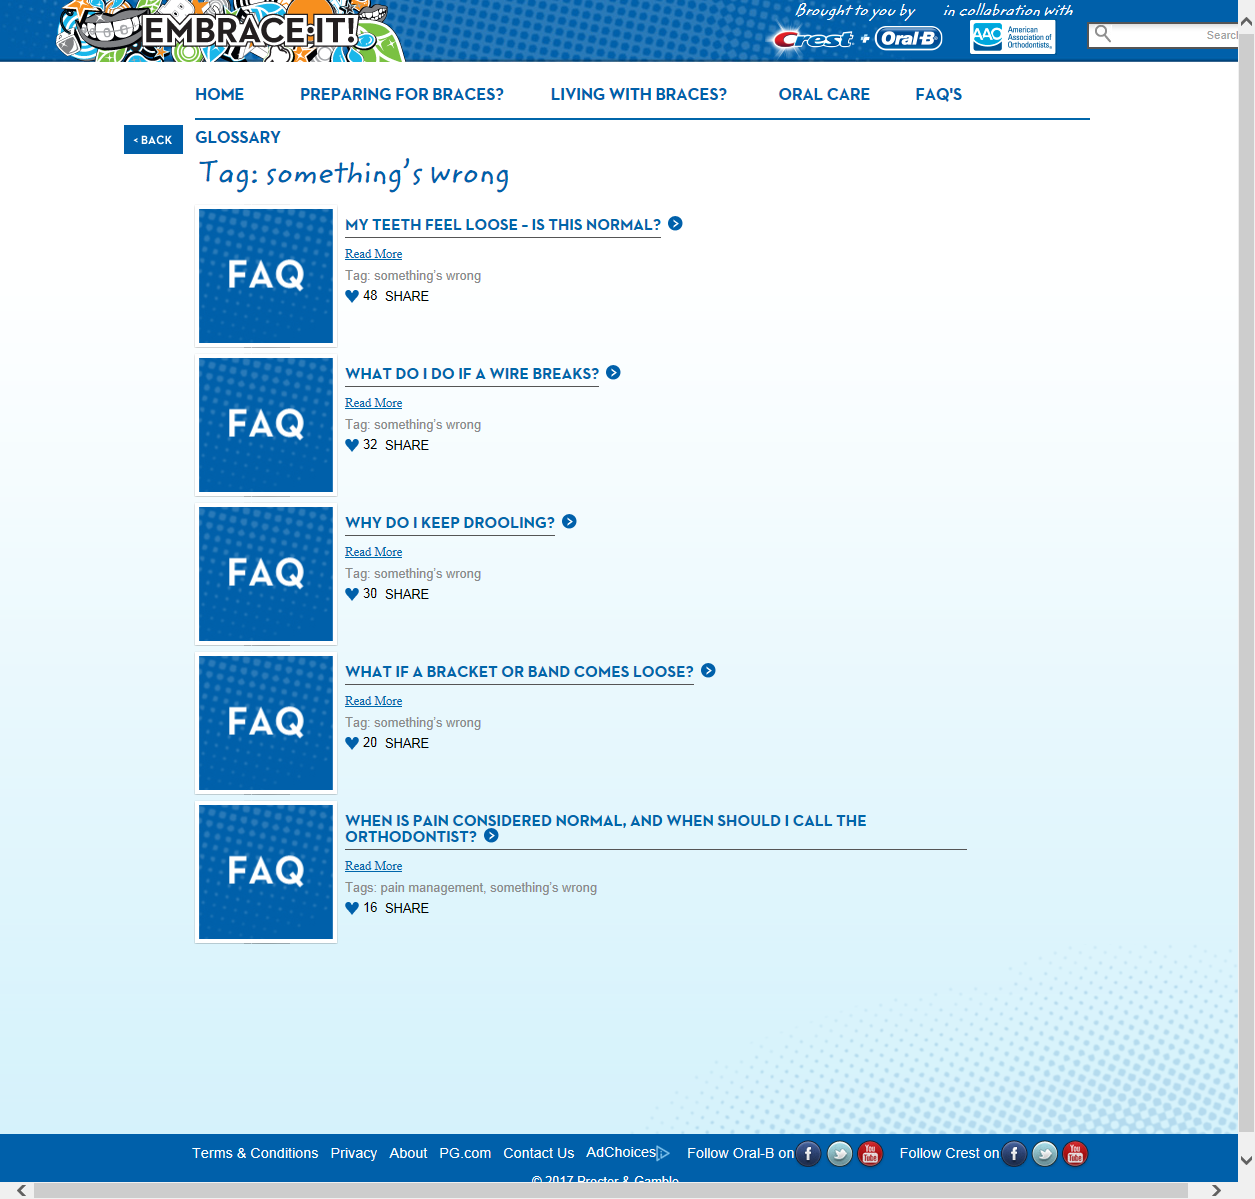 EMBRACE·IT!
Brought to you by in collabration with
Crest + Oral-B
AAO American Association of Orthodontists
Search
HOME PREPARING FOR BRACES? LIVING WITH BRACES? ORAL CARE FAQ'S
< BACK GLOSSARY
Tag: something's wrong
FAQ
MY TEETH FEEL LOOSE – IS THIS NORMAL?
Read More
Tag: something's wrong
48 SHARE
FAQ
WHAT DO I DO IF A WIRE BREAKS?
Read More
Tag: something's wrong
32 SHARE
FAQ
WHY DO I KEEP DROOLING?
Read More
Tag: something's wrong
30 SHARE
FAQ
WHAT IF A BRACKET OR BAND COMES LOOSE?
Read More
Tag: something's wrong
20 SHARE
FAQ
WHEN IS PAIN CONSIDERED NORMAL, AND WHEN SHOULD I CALL THE
ORTHODONTIST?
Read More
Tags: pain management, something's wrong
16 SHARE
Terms & Conditions Privacy About PG.com Contact Us AdChoices Follow Oral-B on f You Tube Follow Crest on f You Tube
© 2017 Procter & Gamble